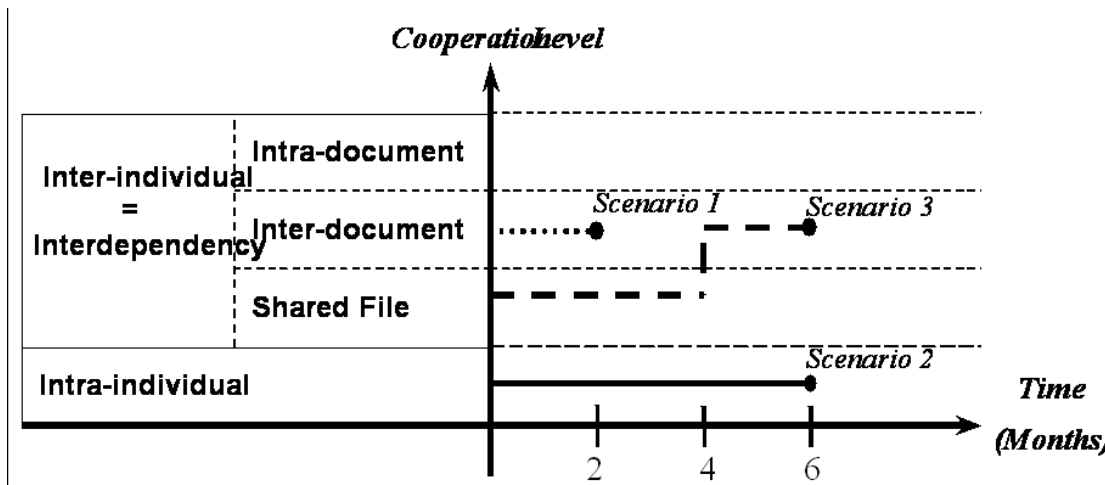 Cooperation Level
Intra-document
Inter-individual
=
Interdependency
Inter-document
Shared File
Intra-individual
Scenario 1
Scenario 3
Scenario 2
Time
(Months)
2 4 6